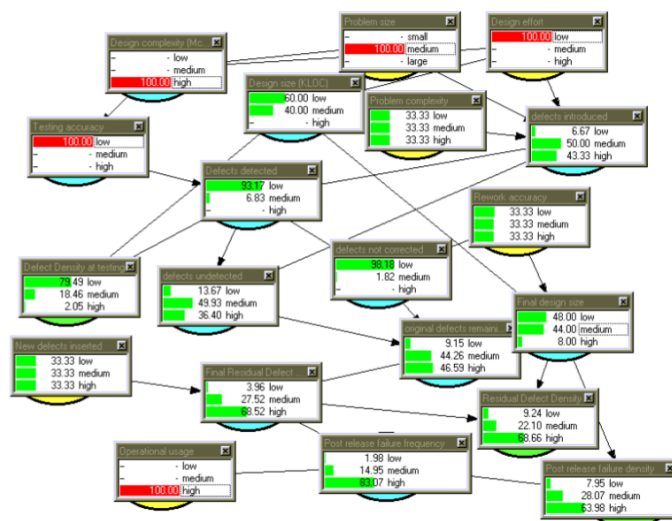 Design complexity (Mc...
- low
- medium
100.00 high
Problem size
- small
100.00 medium
- large
Design effort
100.00 low
- medium
- high
Design size (KLOC)
60.00 low
40.00 medium
- high
Problem complexity
33.33 low
33.33 medium
33.33 high
defects introduced
6.67 low
50.00 medium
43.33 high
Testing accuracy
100.00 low
- medium
- high
Defects detected
93.17 low
6.83 medium
- high
Rework accuracy
33.33 low
33.33 medium
33.33 high
Defect Density at testing
79.49 low
18.46 medium
2.05 high
defects undetected
13.67 low
49.93 medium
36.40 high
defects not corrected
98.18 low
1.82 medium
- high
Final design size
48.00 low
44.00 medium
8.00 high
New defects inserted
33.33 low
33.33 medium
33.33 high
original defects remaini...
9.15 low
44.26 medium
46.59 high
Final Residual Defect ...
3.96 low
27.52 medium
68.52 high
Residual Defect Density
9.24 low
22.10 medium
68.66 high
Operational usage
- low
- medium
100.00 high
Post release failure frequency
1.98 low
14.95 medium
83.07 high
Post release failure density
7.95 low
28.07 medium
63.98 high